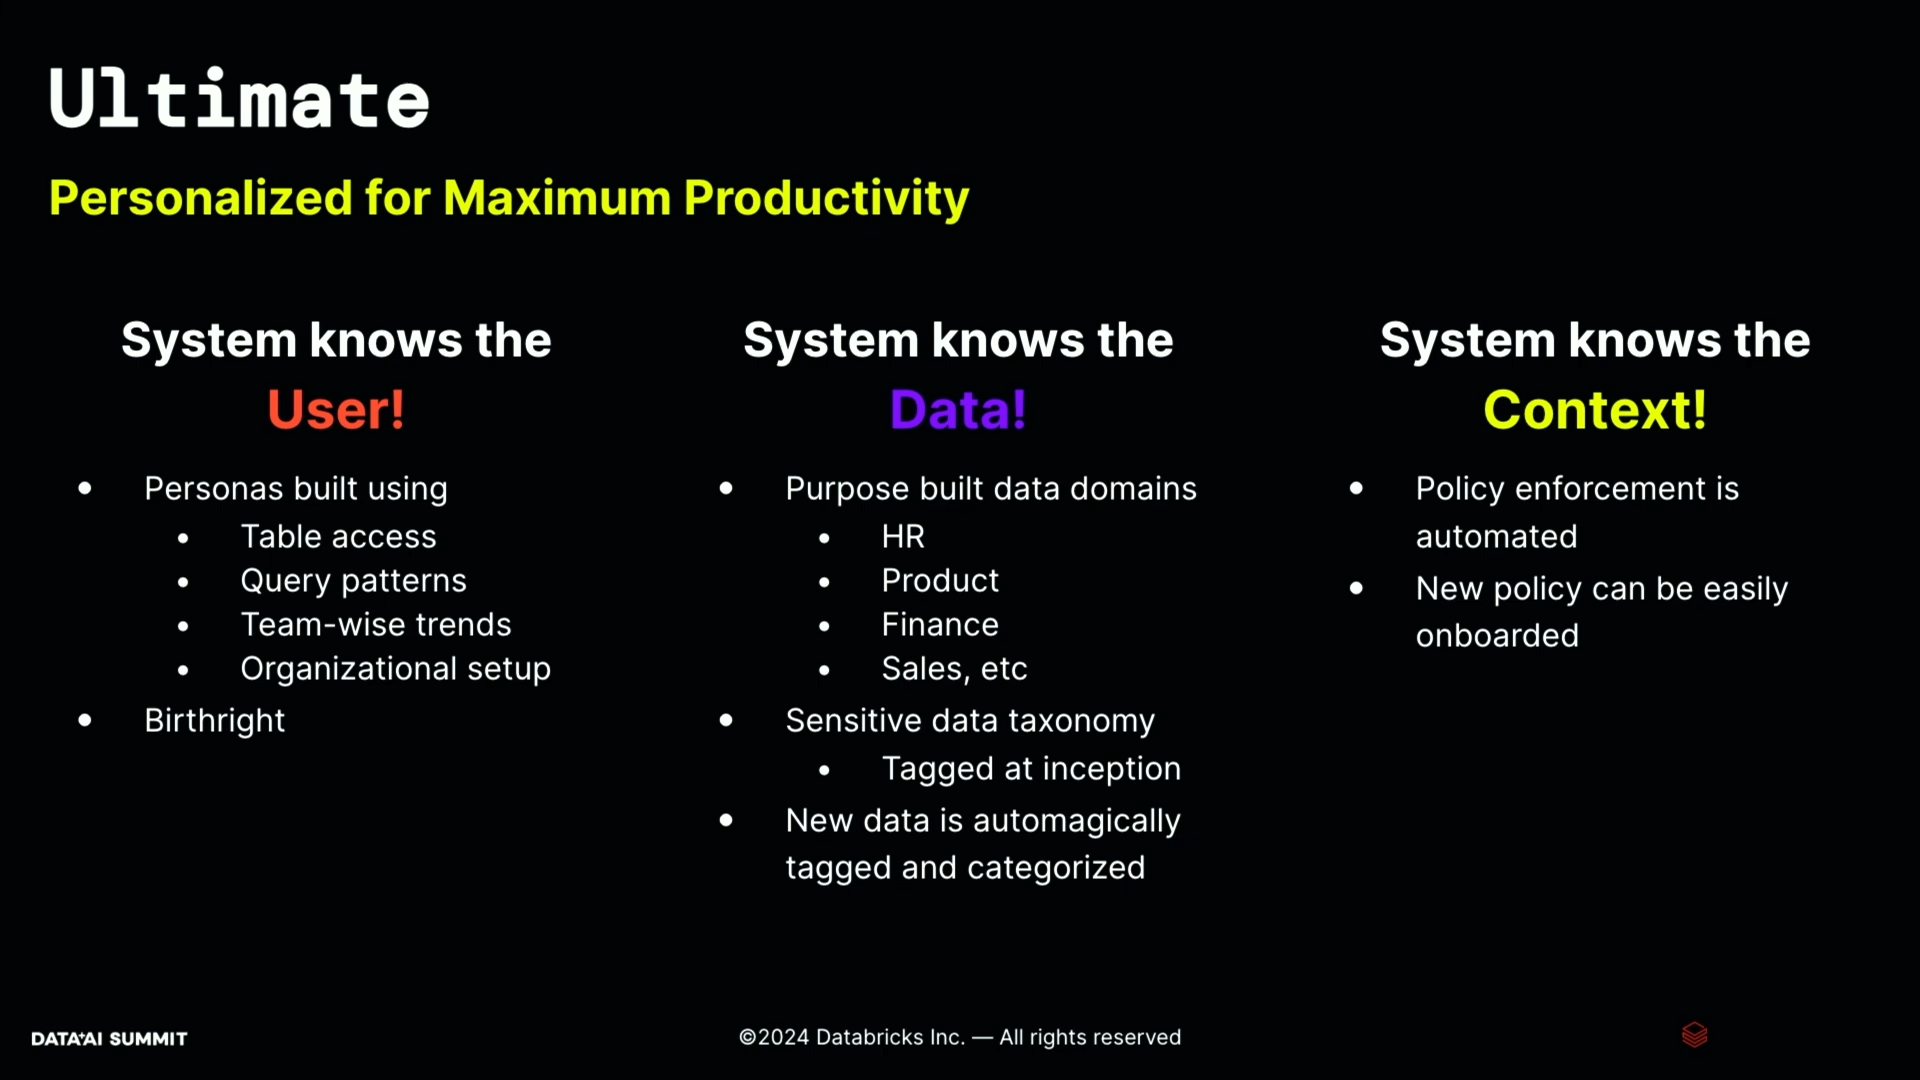 Ultimate
Personalized for Maximum Productivity
System knows the
User!
• Personas built using
• Table access
• Query patterns
• Team-wise trends
• Organizational setup
• Birthright
System knows the
Data!
• Purpose built data domains
• HR
• Product
• Finance
• Sales, etc
• Sensitive data taxonomy
• Tagged at inception
• New data is automagically
tagged and categorized
System knows the
Context!
• Policy enforcement is
automated
• New policy can be easily
onboarded
DATA+AI SUMMIT
©2024 Databricks Inc. — All rights reserved